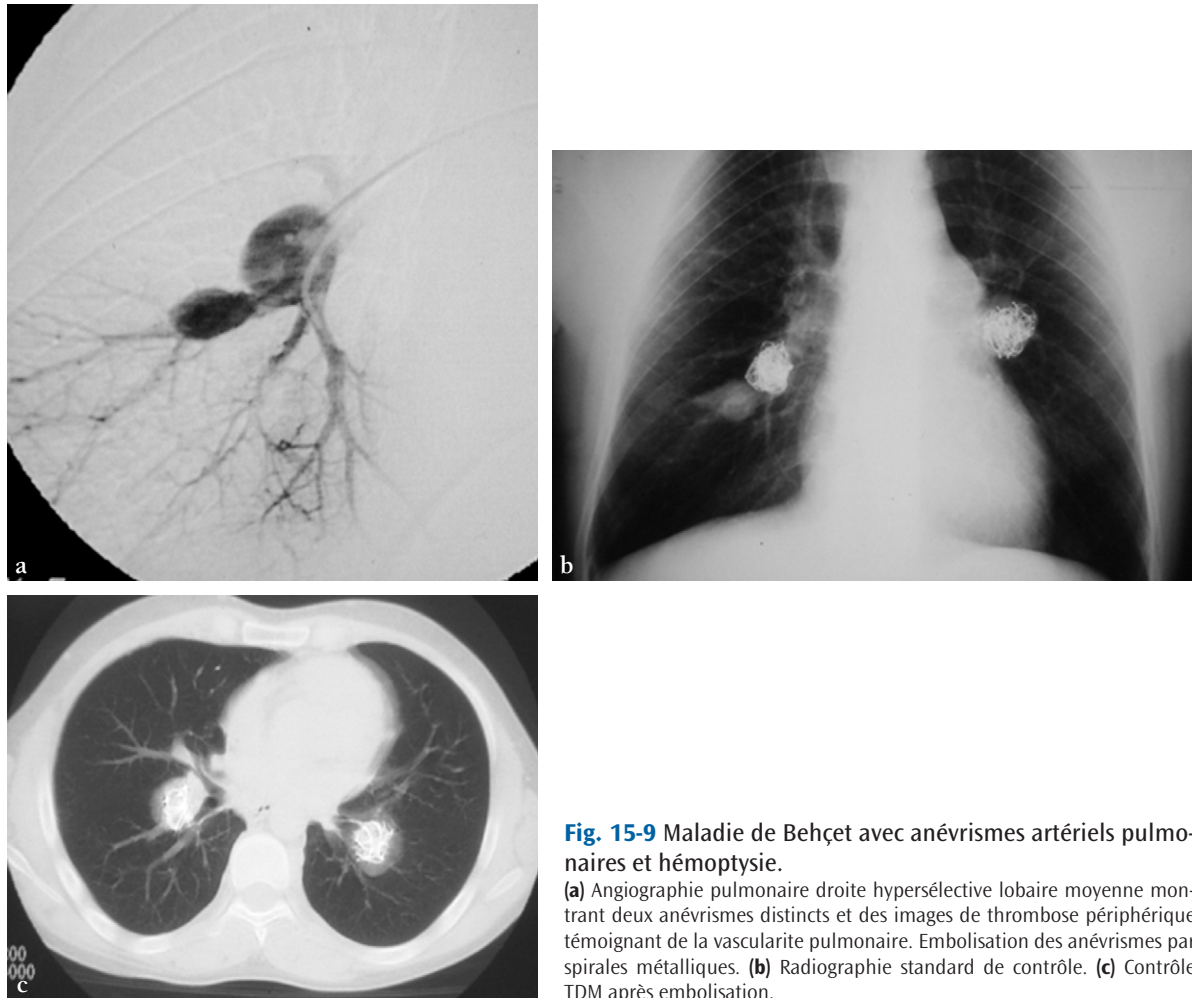 a
b
00
000
c
Fig. 15-9 Maladie de Behçet avec anévrismes artériels pulmo-
naires et hémoptysie.
(a) Angiographie pulmonaire droite hypersélective lobaire moyenne mon-
trant deux anévrismes distincts et des images de thrombose périphérique
témoignant de la vascularite pulmonaire. Embolisation des anévrismes par
spirales métalliques. (b) Radiographie standard de contrôle. (c) Contrôle
TDM après embolisation.